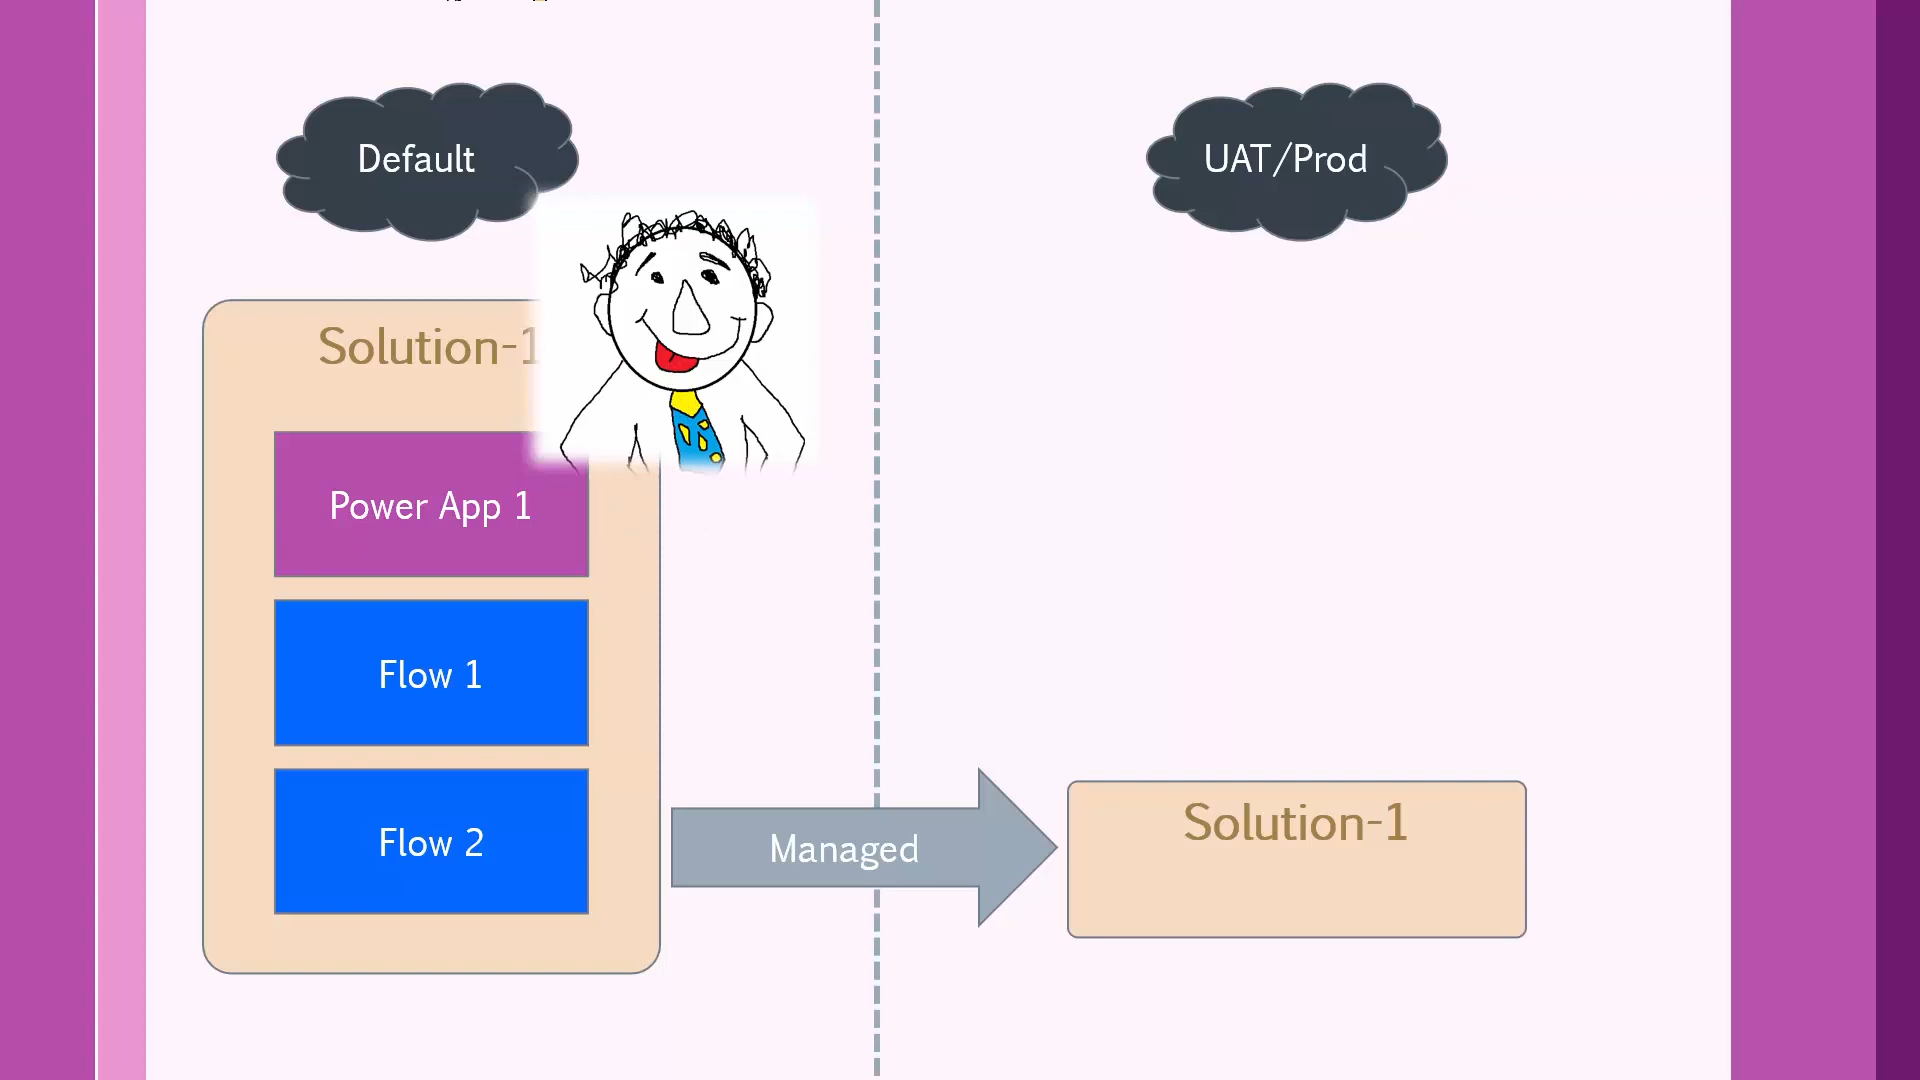 Default
UAT/Prod
Solution-1
Power App 1
Flow 1
Flow 2
Managed
Solution-1